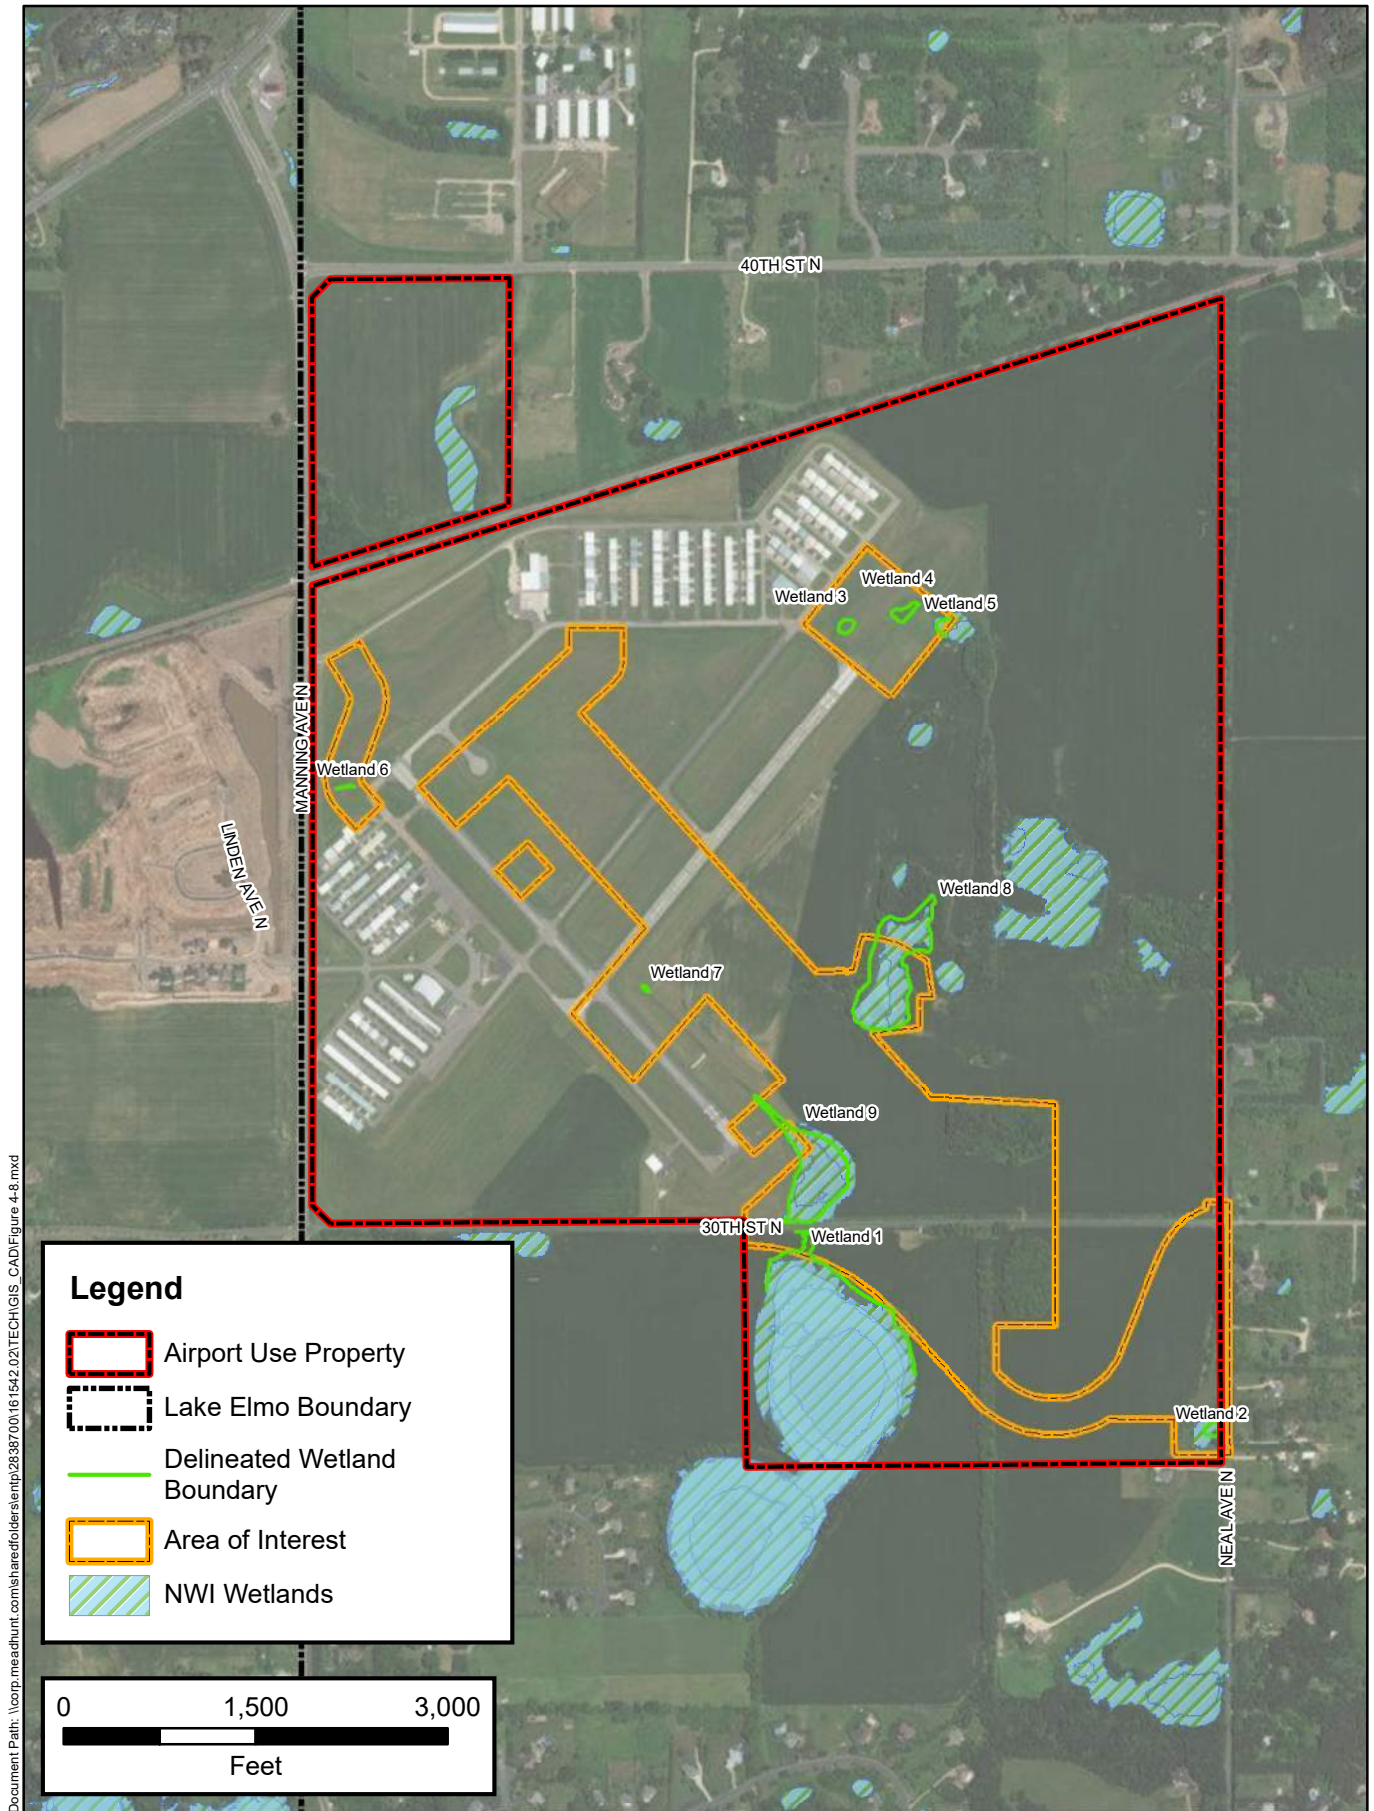 40TH ST N
Wetland 4
Wetland 3
Wetland 5
MANNING AVE N
Wetland 6
LINDEN AVE N
Wetland 8
Wetland 7
Wetland 9
30TH ST N
Wetland 1
Wetland 2
NEAL AVE N
Legend
Airport Use Property
Lake Elmo Boundary
Delineated Wetland
Boundary
Area of Interest
NWI Wetlands
0 1,500 3,000
Feet
Document Path: \\corp.meadhunt.com\sharedfolders\entp\2838700\161542.02\TECH\GIS_CAD\Figure 4-8.mxd